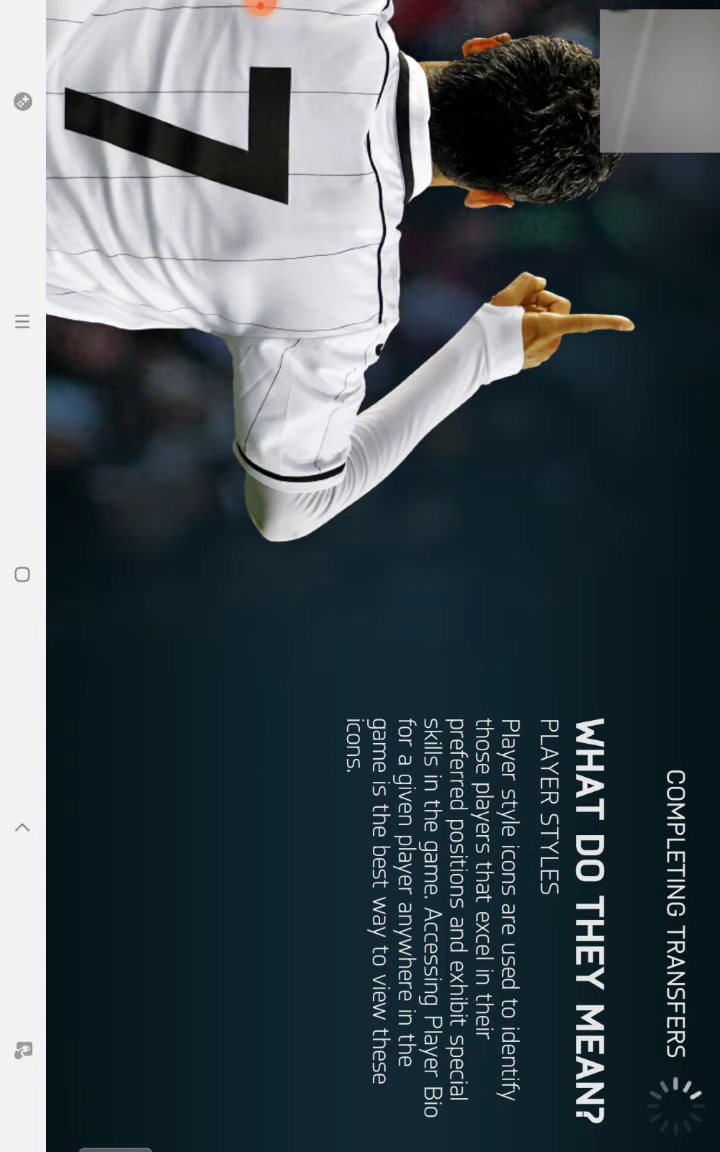 COMPLETING TRANSFERS
WHAT DO THEY MEAN?
PLAYER STYLES
Player style icons are used to identify
those players that excel in their
preferred positions and exhibit special
skills in the game. Accessing Player Bio
for a given player anywhere in the
game is the best way to view these
icons.
7